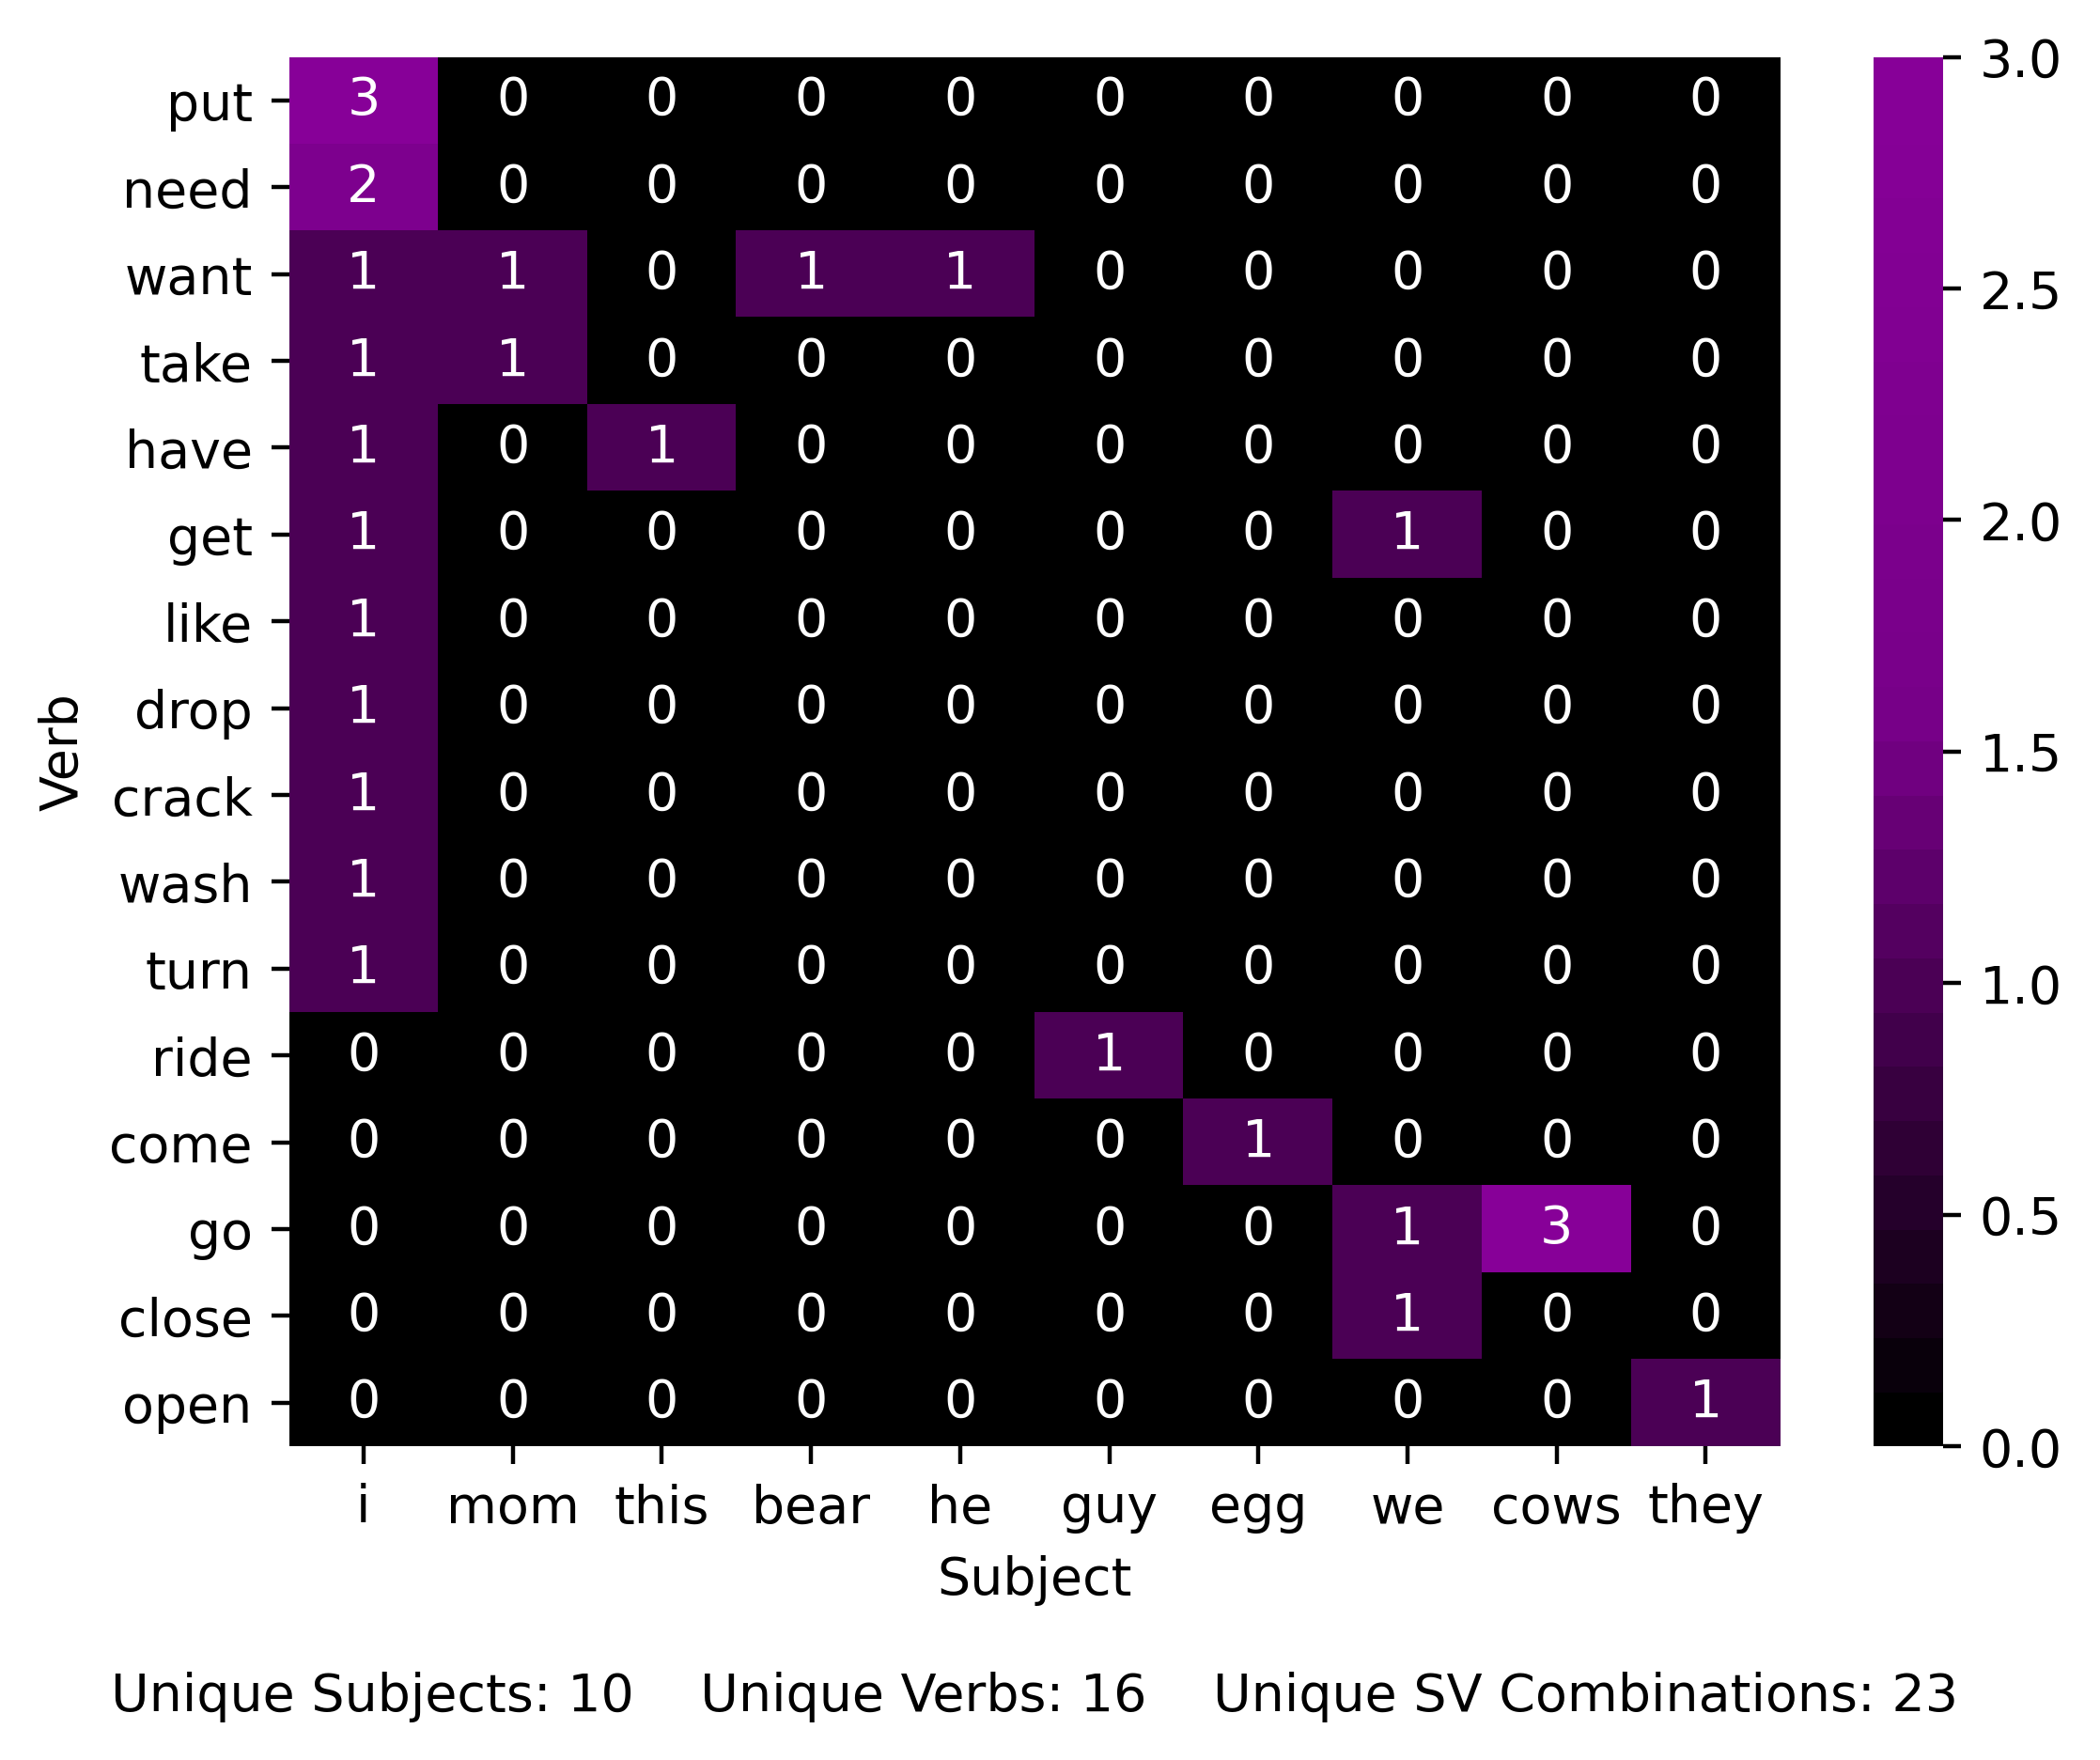 put 3 0 0 0 0 0 0 0 0 0
need 2 0 0 0 0 0 0 0 0 0
want 1 1 0 1 1 0 0 0 0 0
take 1 1 0 0 0 0 0 0 0 0
have 1 0 1 0 0 0 0 0 0 0
get 1 0 0 0 0 0 0 1 0 0
like 1 0 0 0 0 0 0 0 0 0
drop 1 0 0 0 0 0 0 0 0 0
crack 1 0 0 0 0 0 0 0 0 0
wash 1 0 0 0 0 0 0 0 0 0
turn 1 0 0 0 0 0 0 0 0 0
ride 0 0 0 0 0 1 0 0 0 0
come 0 0 0 0 0 0 1 0 0 0
go 0 0 0 0 0 0 0 1 3 0
close 0 0 0 0 0 0 0 1 0 0
open 0 0 0 0 0 0 0 0 0 1
i mom this bear he guy egg we cows they
Verb
Subject
3.0
2.5
2.0
1.5
1.0
0.5
0.0
Unique Subjects: 10 Unique Verbs: 16 Unique SV Combinations: 23